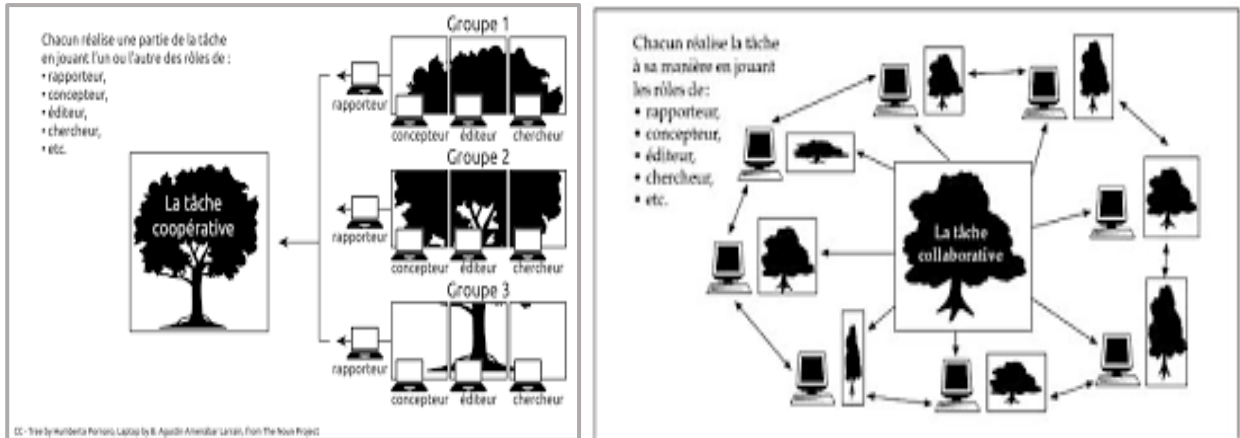 Chacun réalise une partie de la tâche
en jouant l'un ou l'autre des rôles de :
• rapporteur,
• concepteur,
• éditeur,
• chercheur,
• etc.
La tâche
coopérative
Groupe 1
rapporteur
concepteur éditeur chercheur
Groupe 2
rapporteur
concepteur éditeur chercheur
Groupe 3
rapporteur
concepteur éditeur chercheur
CC - Tree by Humberto Pornaro, Laptop by B. Agustín Amenábar Larraín, from The Noun Project
Chacun réalise la tâche
à sa manière en jouant
les rôles de :
• rapporteur,
• concepteur,
• éditeur,
• chercheur,
• etc.
La tâche
collaborative